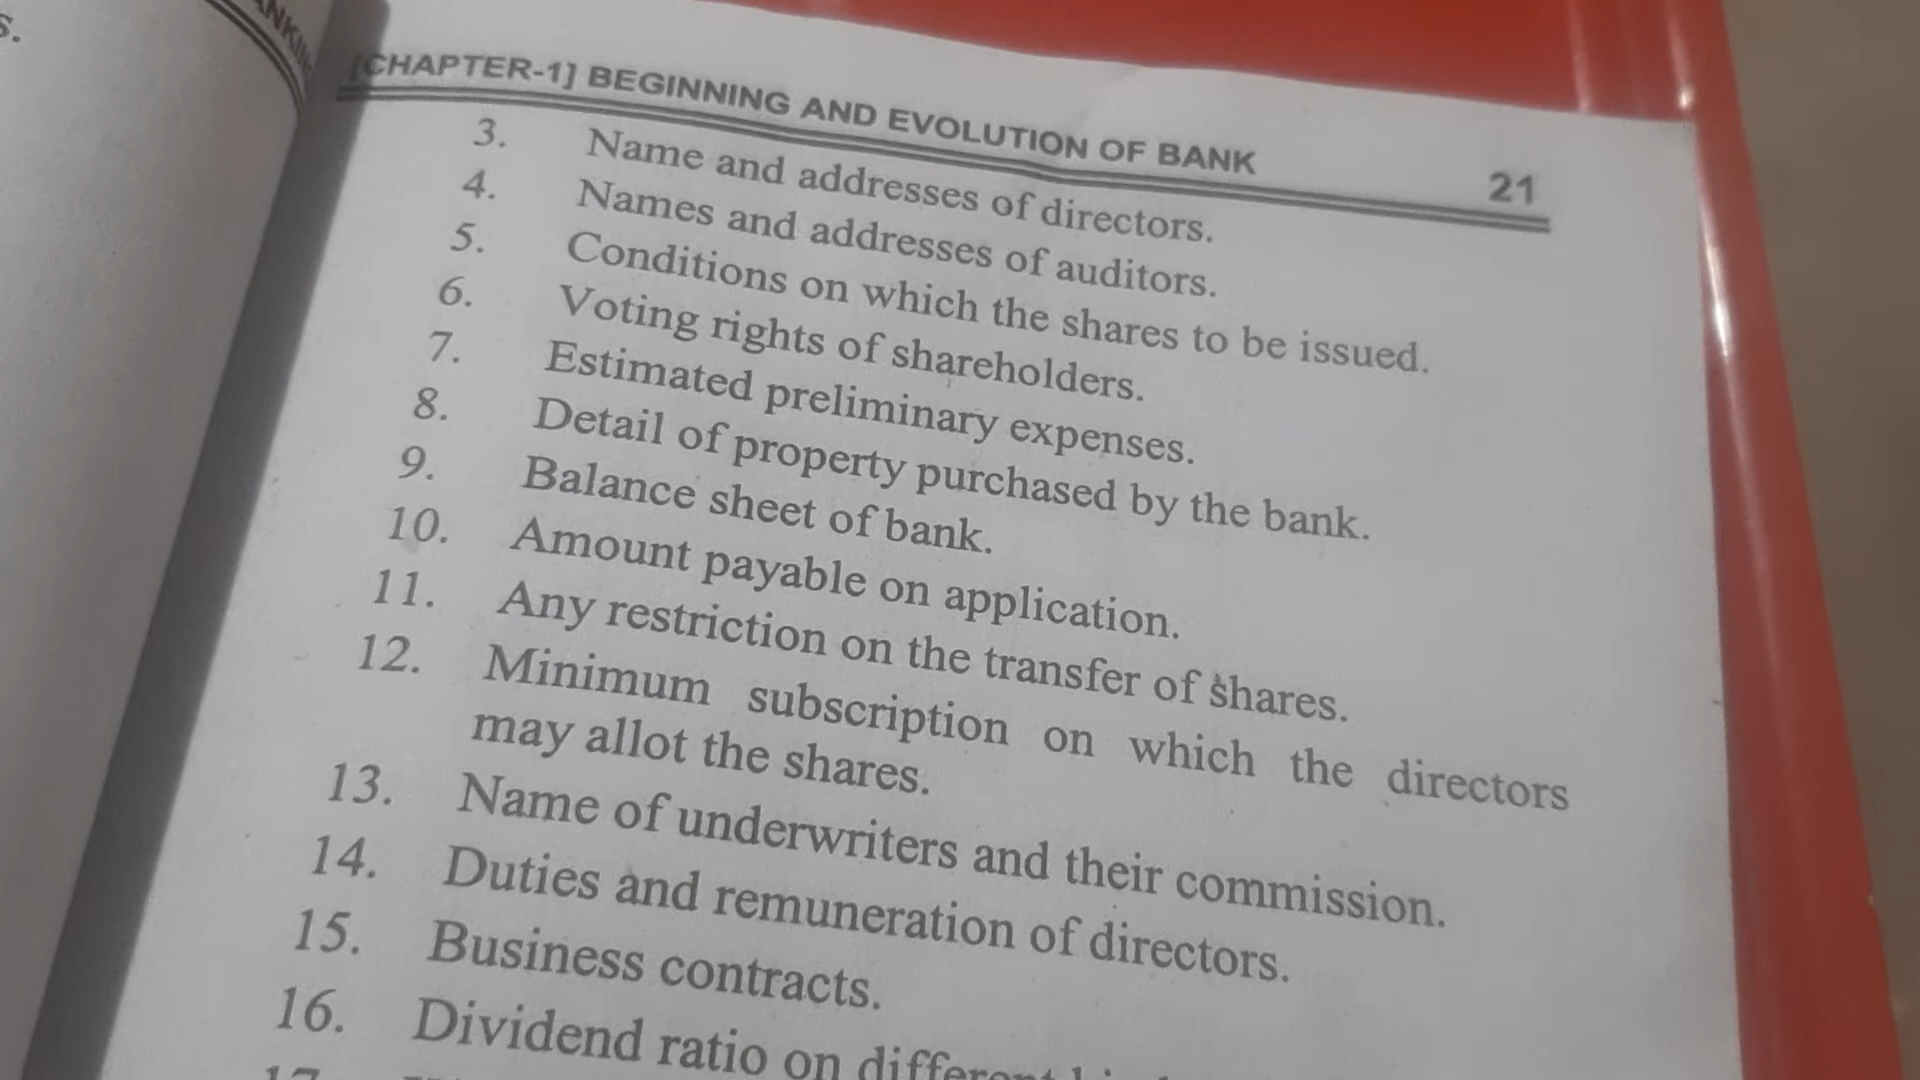 s.
[CHAPTER-1] BEGINNING AND EVOLUTION OF BANK 21
3. Name and addresses of directors.
4. Names and addresses of auditors.
5. Conditions on which the shares to be issued.
6. Voting rights of shareholders.
7. Estimated preliminary expenses.
8. Detail of property purchased by the bank.
9. Balance sheet of bank.
10. Amount payable on application.
11. Any restriction on the transfer of shares.
12. Minimum subscription on which the directors
may allot the shares.
13. Name of underwriters and their commission.
14. Duties and remuneration of directors.
15. Business contracts.
16. Dividend ratio on different
17.